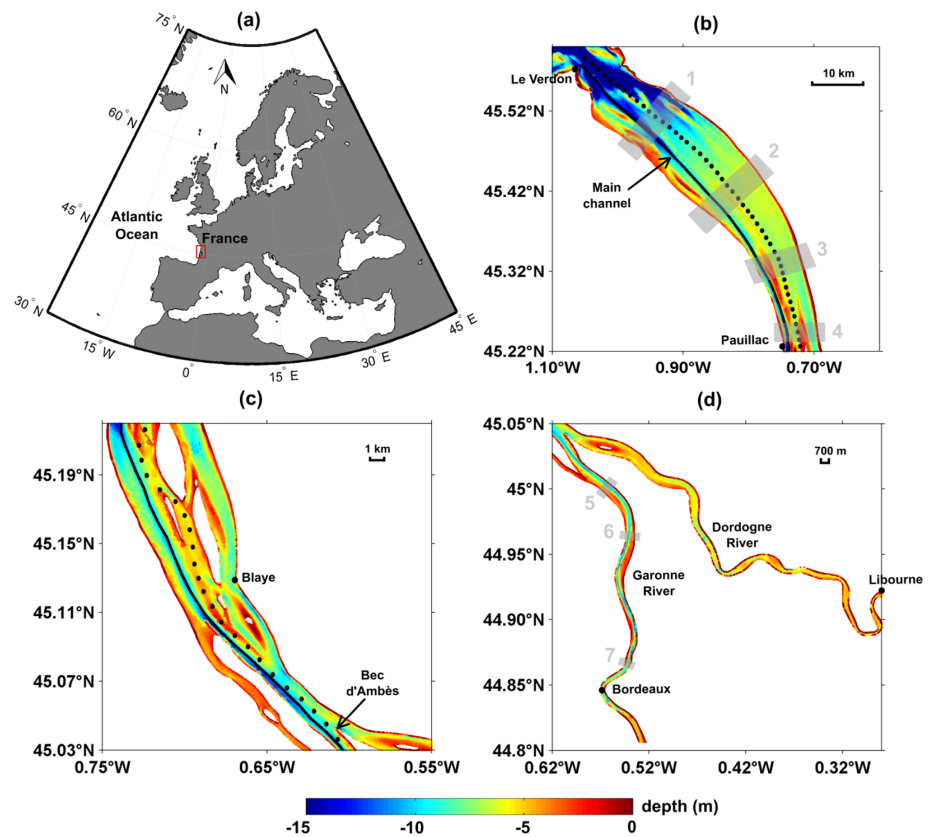 (a)
75°N
60°N
45°N
30°N
15°W
0
15°E
30°E
45°E
N
Atlantic
Ocean
France
(b)
Le Verdon
45.52°N
45.42°N
45.32°N
45.22°N
1.10°W
0.90°W
0.70°W
10 km
1
2
3
4
Main
channel
Pauillac
(c)
45.19°N
45.15°N
45.11°N
45.07°N
45.03°N
0.75°W
0.65°W
0.55°W
1 km
Blaye
Bec
d'Ambès
(d)
45.05°N
45°N
44.95°N
44.90°N
44.85°N
44.8°N
0.62°W
0.52°W
0.42°W
0.32°W
700 m
5
6
7
Dordogne
River
Garonne
River
Libourne
Bordeaux
-15
-10
-5
0
depth (m)